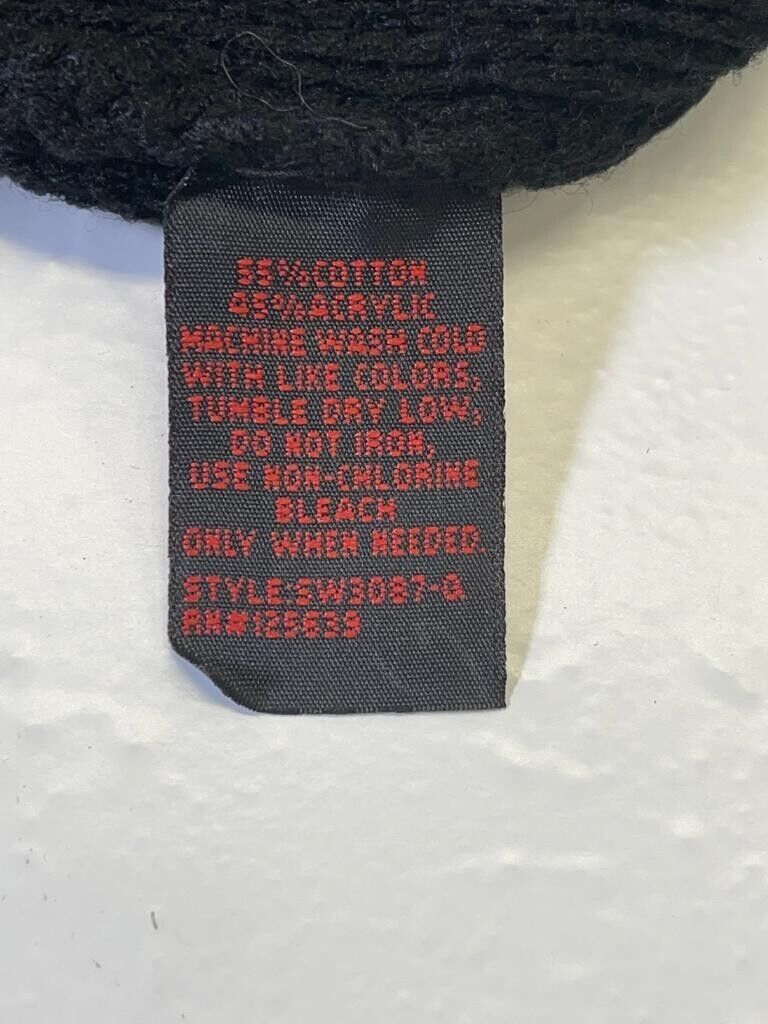 55%COTTON
45%ACRYLIC
MACHINE WASH COLD
WITH LIKE COLORS,
TUMBLE DRY LOW,
DO NOT IRON,
USE NON-CHLORINE
BLEACH
ONLY WHEN NEEDED.
STYLE:SW3087-Q
RN#129639